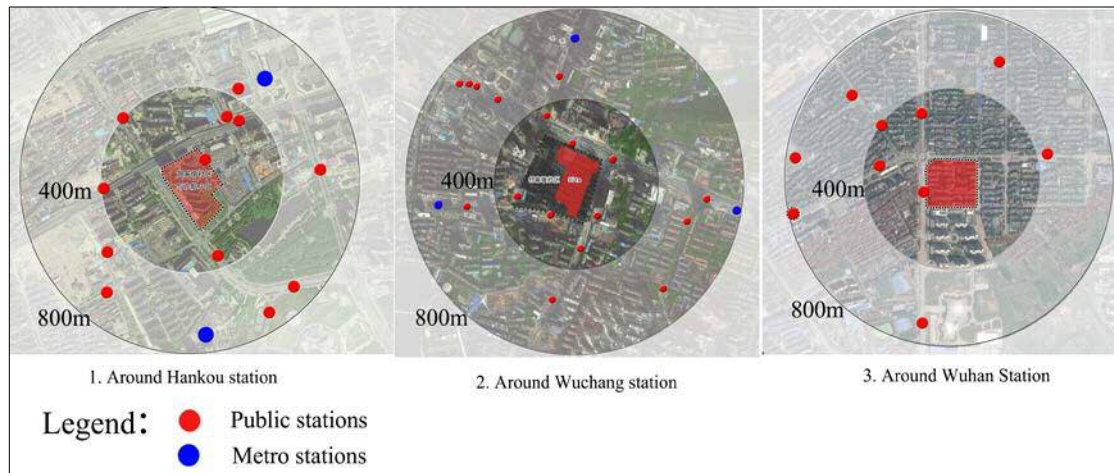 400m
800m
400m
800m
400m
800m
1. Around Hankou station
2. Around Wuchang station
3. Around Wuhan Station
Legend:
Public stations
Metro stations